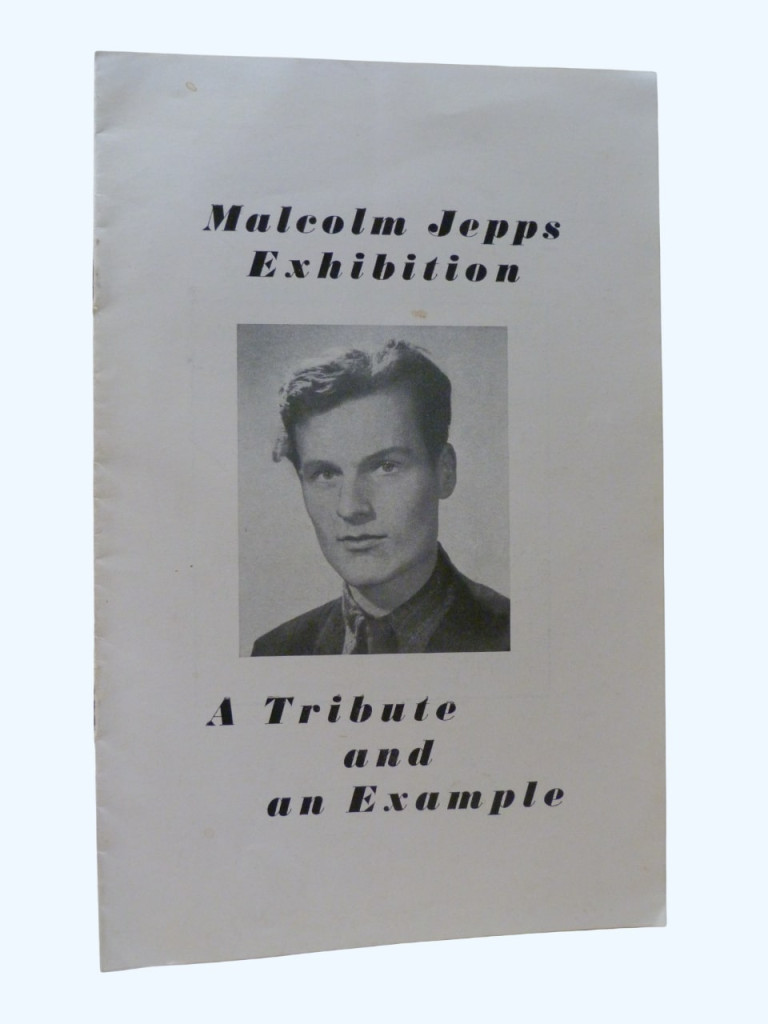 Malcolm Jepps
Exhibition
A Tribute
and
an Example